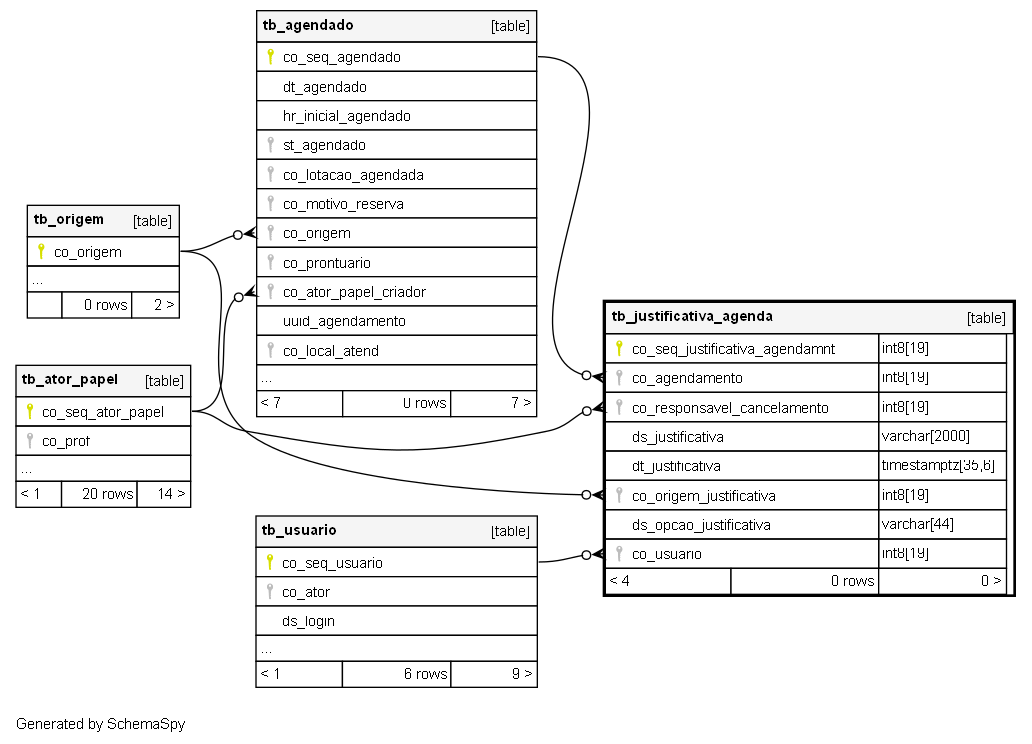 tb_agendado [table]
co_seq_agendado
dt_agendado
hr_inicial_agendado
st_agendado
co_lotacao_agendada
co_motivo_reserva
co_origem
co_prontuario
co_ator_papel_criador
uuid_agendamento
co_local_atend
...
< 7 0 rows 7 >
tb_origem [table]
co_origem
...
0 rows 2 >
tb_ator_papel [table]
co_seq_ator_papel
co_prof
...
< 1 20 rows 14 >
tb_justificativa_agenda [table]
co_seq_justificativa_agendamnt int8[19]
co_agendamento int8[19]
co_responsavel_cancelamento int8[19]
ds_justificativa varchar[2000]
dt_justificativa timestamptz[35,6]
co_origem_justificativa int8[19]
ds_opcao_justificativa varchar[44]
co_usuario int8[19]
< 4 0 rows 0 >
tb_usuario [table]
co_seq_usuario
co_ator
ds_login
...
< 1 6 rows 9 >
Generated by SchemaSpy